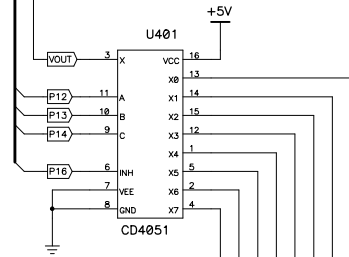 +5V
U401
VOUT 3 X VCC 16
X0 13
P12 11 A X1 14
P13 10 B X2 15
P14 9 C X3 12
X4 1
P16 6 INH X5 5
7 VEE X6 2
8 GND X7 4
CD4051